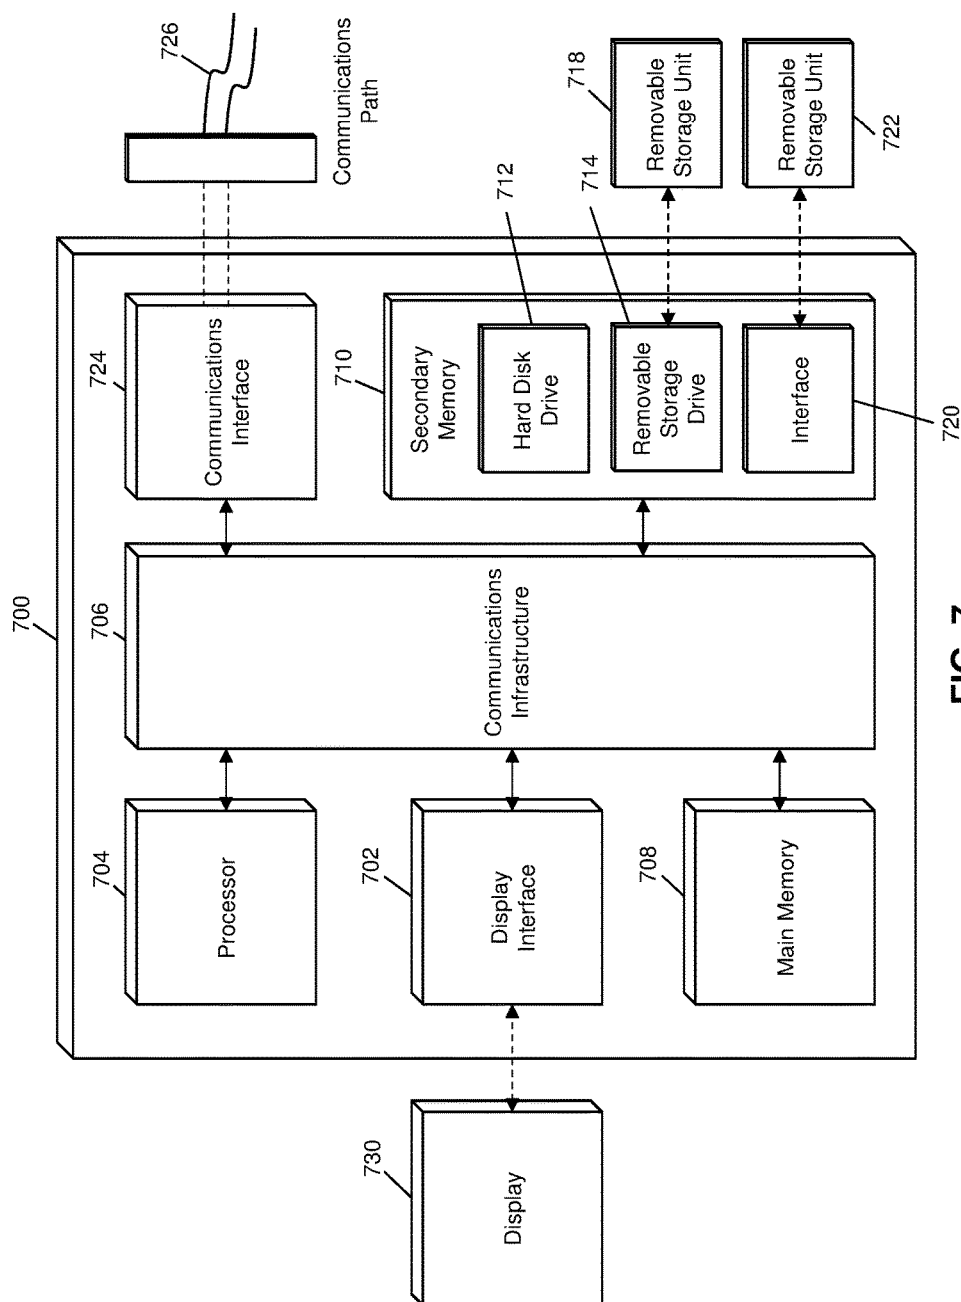 700
704
Processor
706
724
Communications
Interface
726
Communications
Path
730
Display
702
Display
Interface
Communications
Infrastructure
710
Secondary
Memory
712
Hard Disk
Drive
714
Removable
Storage
Drive
718
Removable
Storage Unit
708
Main Memory
Interface
720
Removable
Storage Unit
722
FIG. 7